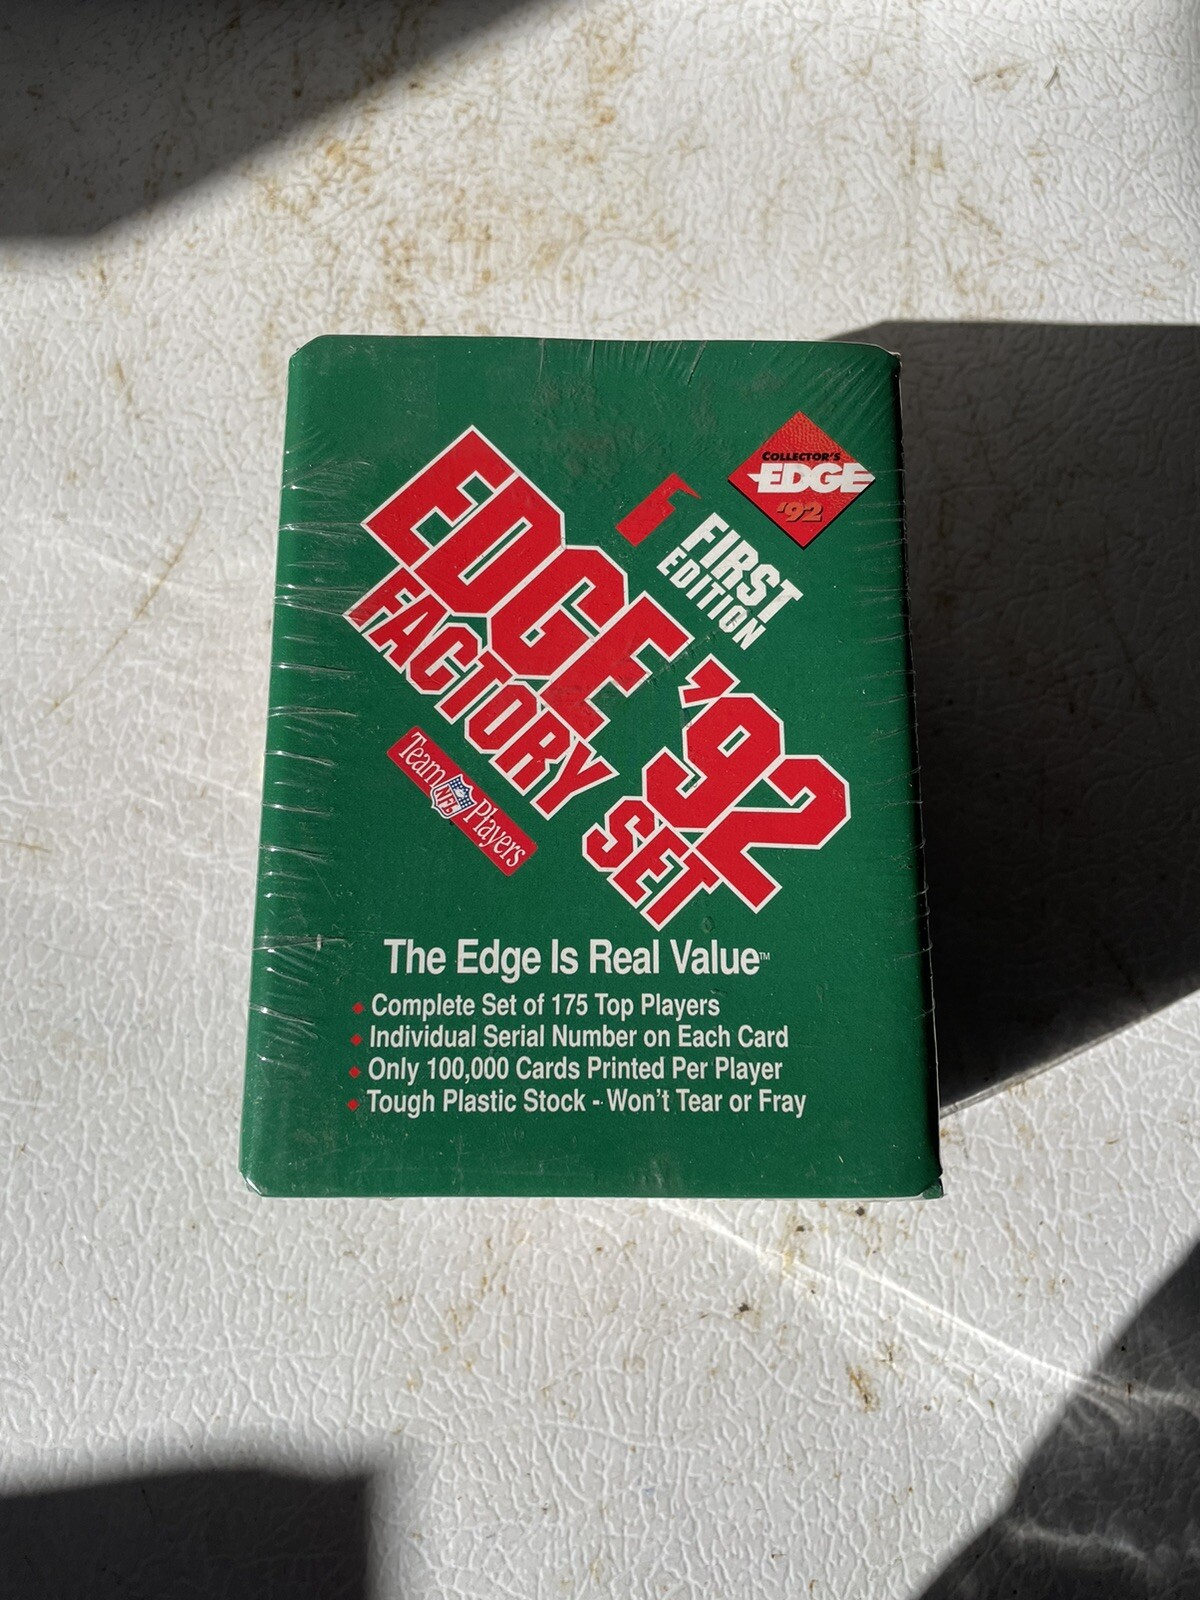 COLLECTOR'S
EDGE
'92
FIRST
EDITION
EDGE '92
FACTORY SET
Team NFL Players
The Edge Is Real Value™
Complete Set of 175 Top Players
Individual Serial Number on Each Card
Only 100,000 Cards Printed Per Player
Tough Plastic Stock - Won't Tear or Fray